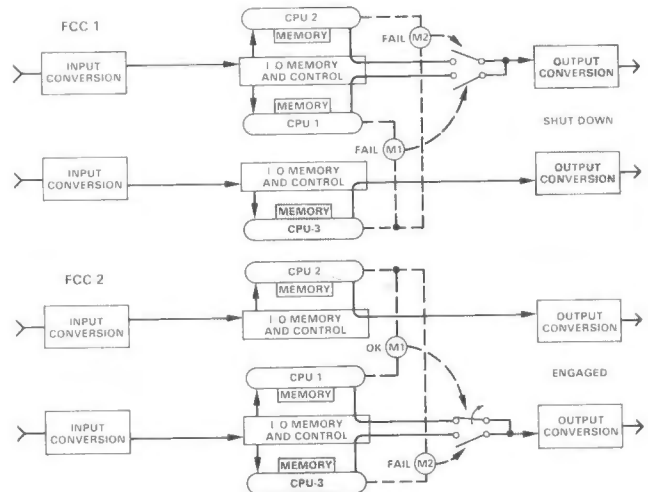 FCC 1
CPU 2
MEMORY
FAIL
M2
INPUT
CONVERSION
I O MEMORY
AND CONTROL
OUTPUT
CONVERSION
MEMORY
CPU 1
SHUT DOWN
FAIL
M1
INPUT
CONVERSION
I O MEMORY
AND CONTROL
OUTPUT
CONVERSION
MEMORY
CPU-3
FCC 2
CPU 2
MEMORY
INPUT
CONVERSION
I O MEMORY
AND CONTROL
OUTPUT
CONVERSION
OK
M1
CPU 1
MEMORY
ENGAGED
INPUT
CONVERSION
I O MEMORY
AND CONTROL
OUTPUT
CONVERSION
MEMORY
CPU-3
FAIL
M2